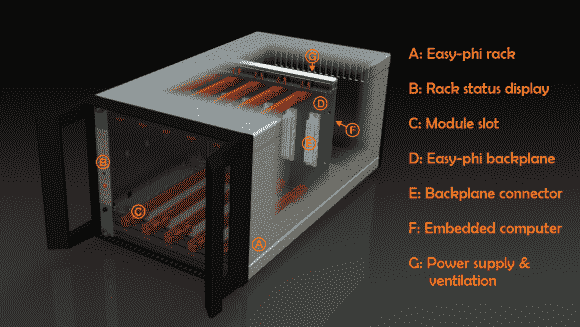 G
A: Easy-phi rack
B: Rack status display
D
F
C: Module slot
E
B
D: Easy-phi backplane
E: Backplane connector
C
F: Embedded computer
A
G: Power supply &
ventilation